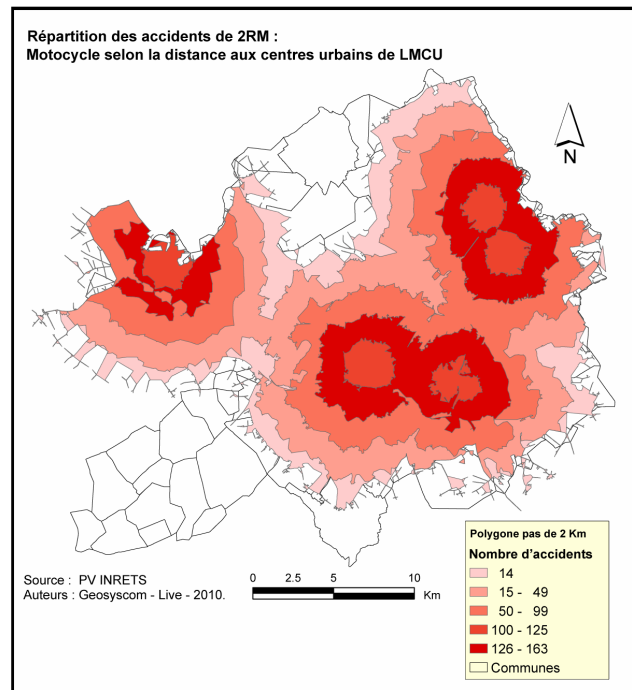 Répartition des accidents de 2RM :
Motocycle selon la distance aux centres urbains de LMCU
N
Polygone pas de 2 Km
Nombre d'accidents
14
15 - 49
50 - 99
100 - 125
126 - 163
Communes
Source : PV INRETS
Auteurs : Geosyscom - Live - 2010.
0 2.5 5 10
Km